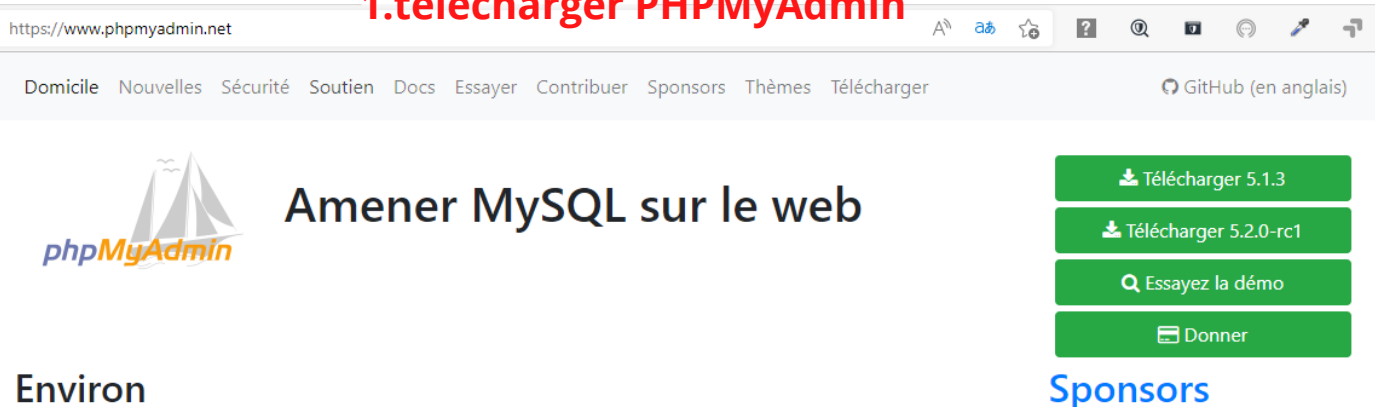 1.telecharger PHPMyAdmin
https://www.phpmyadmin.net
Domicile Nouvelles Sécurité Soutien Docs Essayer Contribuer Sponsors Thèmes Télécharger GitHub (en anglais)
phpMyAdmin
Amener MySQL sur le web
Télécharger 5.1.3
Télécharger 5.2.0-rc1
Essayez la démo
Donner
Environ
Sponsors